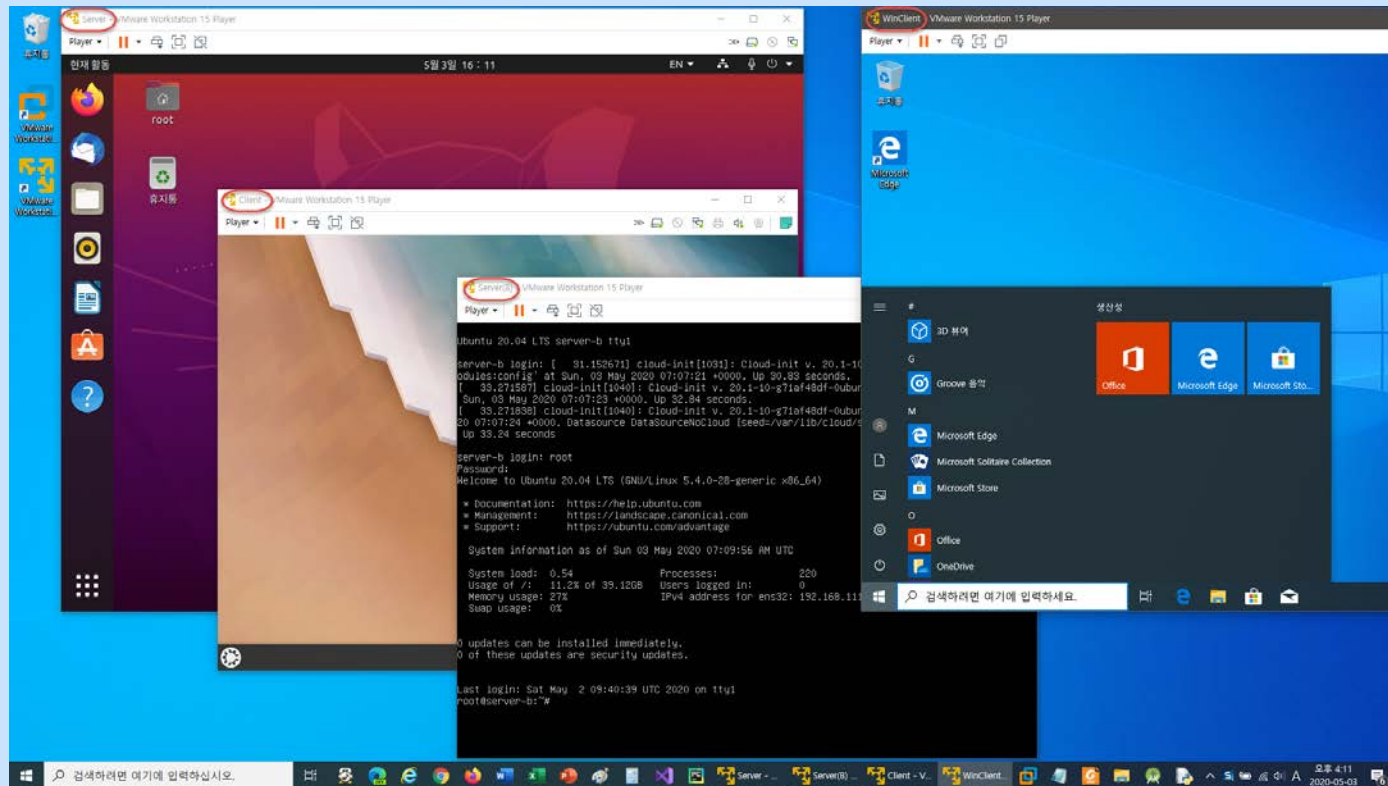 휴지통
VMware
Workstati...
VMware
Workstati...
Server - VMware Workstation 15 Player
Player
현재 활동
5월 3일 16 : 11
EN
root
휴지통
Client - VMware Workstation 15 Player
Player
Server(B) - VMware Workstation 15 Player
Player
Ubuntu 20.04 LTS server-b tty1
server-b login: [   31.152671] cloud-init[1031]: Cloud-init v. 20.1-10
odules:config' at Sun, 03 May 2020 07:07:21 +0000. Up 30.83 seconds.
[   33.271587] cloud-init[1040]: Cloud-init v. 20.1-10-g71af48df-0ubun
 Sun, 03 May 2020 07:07:23 +0000. Up 32.84 seconds.
[   33.271838] cloud-init[1040]: Cloud-init v. 20.1-10-g71af48df-0ubun
20 07:07:24 +0000. Datasource DataSourceNoCloud [seed=/var/lib/cloud/s
 Up 33.24 seconds
server-b login: root
Password:
Welcome to Ubuntu 20.04 LTS (GNU/Linux 5.4.0-28-generic x86_64)
* Documentation:  https://help.ubuntu.com
* Management:     https://landscape.canonical.com
* Support:        https://ubuntu.com/advantage
System information as of Sun 03 May 2020 07:09:56 AM UTC
System load:  0.54 Processes: 220
Usage of /:   11.2% of 39.12GB Users logged in: 0
Memory usage: 27% IPv4 address for ens32: 192.168.111
Swap usage:   0%
0 updates can be installed immediately.
0 of these updates are security updates.
Last login: Sat May  2 09:40:39 UTC 2020 on tty1
root@server-b:~#
WinClient - VMware Workstation 15 Player
Player
휴지통
Microsoft
Edge
#
생산성
3D 뷰어
G
Groove 음악
Office
Microsoft Edge
Microsoft Sto...
M
Microsoft Edge
Microsoft Solitaire Collection
Microsoft Store
O
Office
OneDrive
검색하려면 여기에 입력하세요.
검색하려면 여기에 입력하십시오.
Server - ...
Server(B) ...
Client - V...
WinClient...
A
오후 4:11
2020-05-03